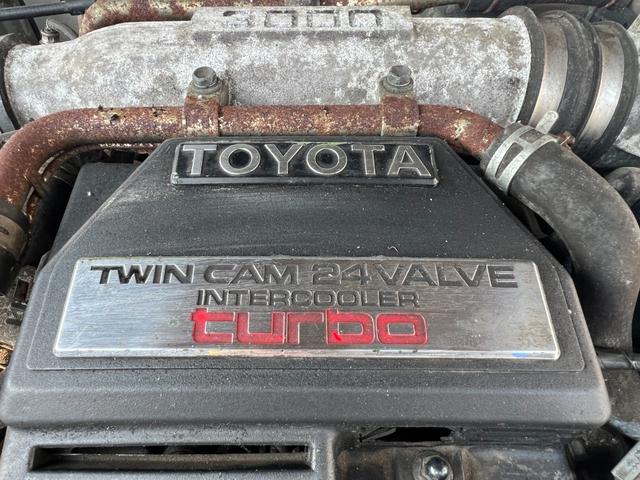 3000
TOYOTA
TWIN CAM 24 VALVE
INTERCOOLER
turbo